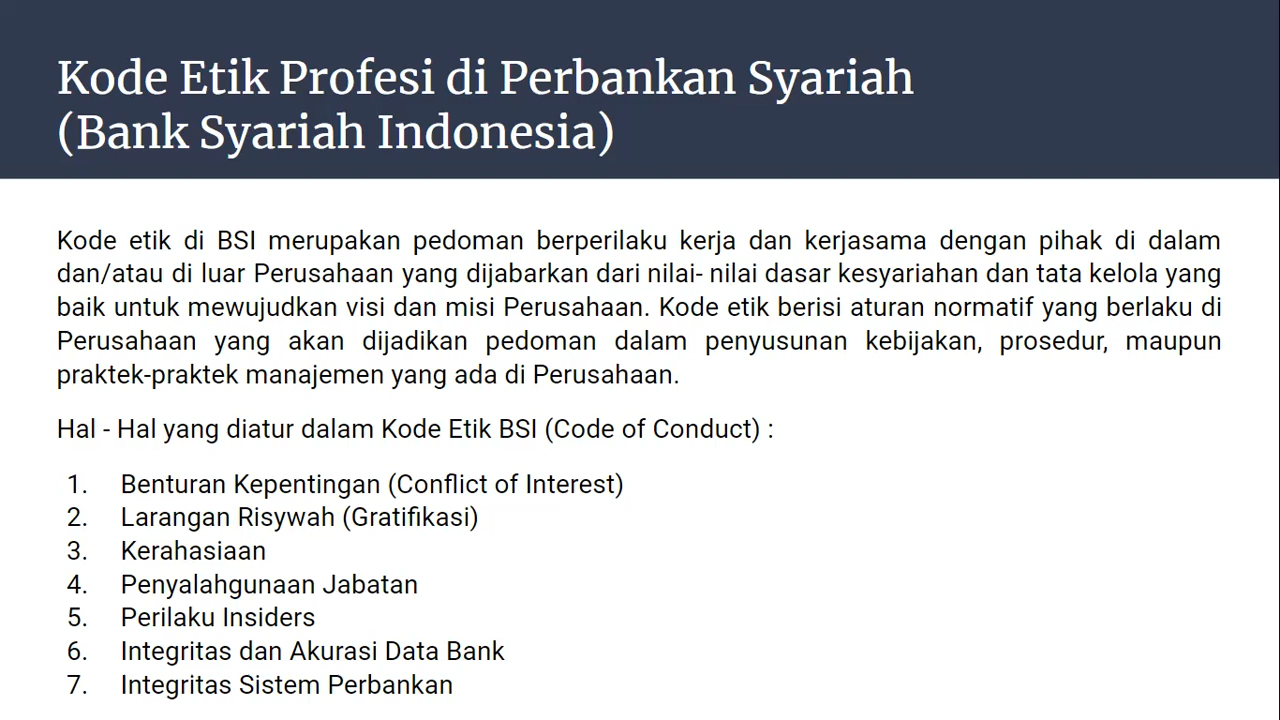 Kode Etik Profesi di Perbankan Syariah
(Bank Syariah Indonesia)
Kode etik di BSI merupakan pedoman berperilaku kerja dan kerjasama dengan pihak di dalam
dan/atau di luar Perusahaan yang dijabarkan dari nilai- nilai dasar kesyariahan dan tata kelola yang
baik untuk mewujudkan visi dan misi Perusahaan. Kode etik berisi aturan normatif yang berlaku di
Perusahaan yang akan dijadikan pedoman dalam penyusunan kebijakan, prosedur, maupun
praktek-praktek manajemen yang ada di Perusahaan.
Hal - Hal yang diatur dalam Kode Etik BSI (Code of Conduct) :
1. Benturan Kepentingan (Conflict of Interest)
2. Larangan Risywah (Gratifikasi)
3. Kerahasiaan
4. Penyalahgunaan Jabatan
5. Perilaku Insiders
6. Integritas dan Akurasi Data Bank
7. Integritas Sistem Perbankan